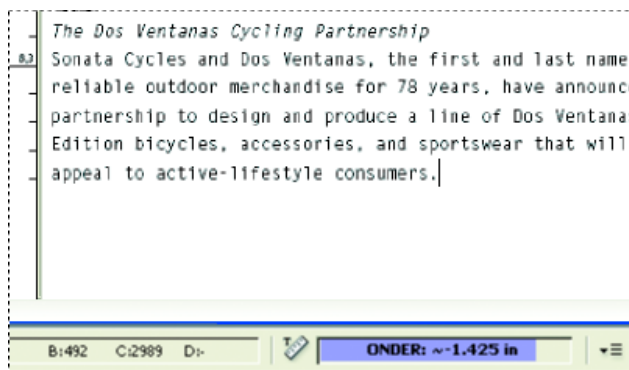 The Dos Ventanas Cycling Partnership
8,3 Sonata Cycles and Dos Ventanas, the first and last name
reliable outdoor merchandise for 78 years, have announc
partnership to design and produce a line of Dos Ventana
Edition bicycles, accessories, and sportswear that will
appeal to active-lifestyle consumers.
B:492 C:2989 D:- ONDER: ~-1.425 in